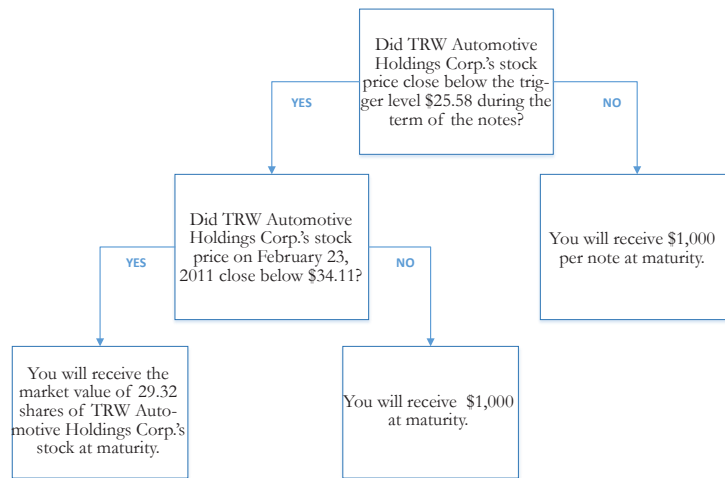 Did TRW Automotive
Holdings Corp.'s stock
price close below the trig-
ger level $25.58 during the
term of the notes?
YES
NO
Did TRW Automotive
Holdings Corp.'s stock
price on February 23,
2011 close below $34.11?
You will receive $1,000
per note at maturity.
YES
NO
You will receive the
market value of 29.32
shares of TRW Auto-
motive Holdings Corp.'s
stock at maturity.
You will receive $1,000
at maturity.